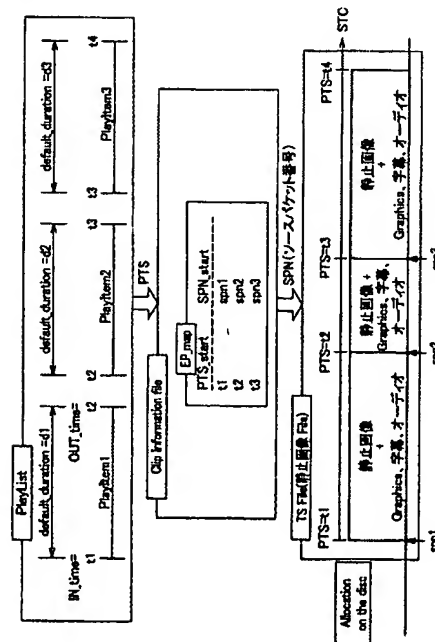 PlayList
default_duration =d1
default_duration =d2
default_duration =d3
IN_time=
OUT_time=
t1
t2
t2
t3
t3
t4
PlayItem1
PlayItem2
PlayItem3
PTS
Clip Information file
EP_map
PTS_start
SPN_start
t1
spn1
t2
spn2
t3
spn3
SPN(ソースパケット番号)
TS File(静止画像 File)
STC
PTS=t1
PTS=t2
PTS=t3
PTS=t4
静止画像
+
Graphics、字幕、オーディオ
静止画像 +
Graphics、字幕、
オーディオ
静止画像
+
Graphics、字幕、オーディオ
Allocation
on the disc
spn1
spn2
spn3